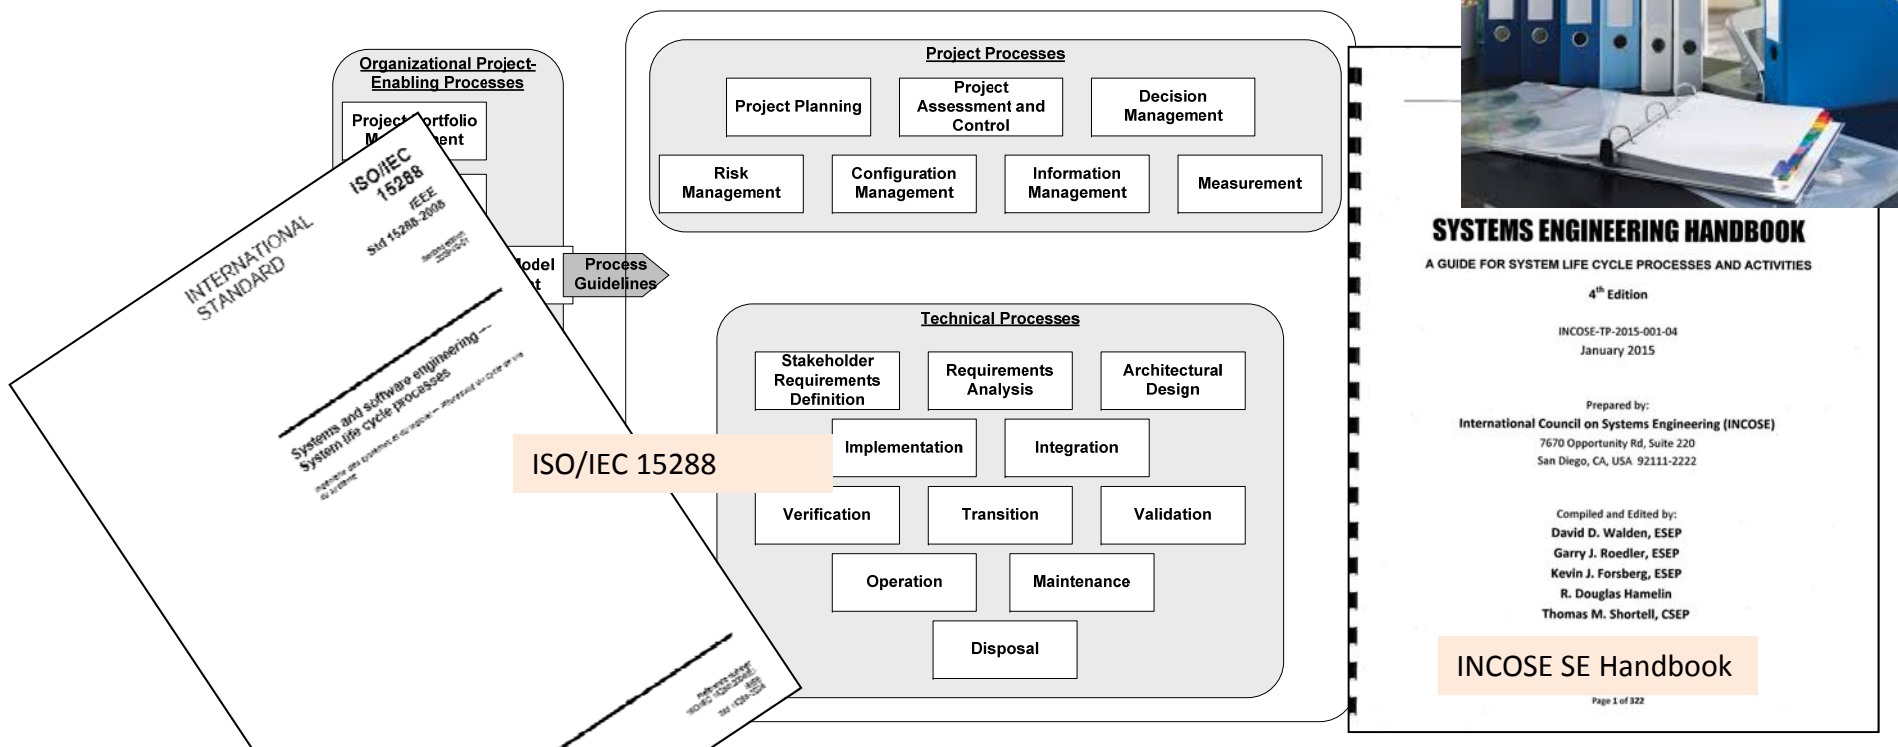 Organizational Project-
Enabling Processes
Project
ISO/IEC
15288
IEEE
Std 15288-2008
INTERNATIONAL
STANDARD
Systems and software engineering —
System life cycle processes
ISO/IEC 15288
Process
Guidelines
Project Processes
Project Planning
Project
Assessment and
Control
Decision
Management
Risk
Management
Configuration
Management
Information
Management
Measurement
Technical Processes
Stakeholder
Requirements
Definition
Requirements
Analysis
Architectural
Design
Implementation
Integration
Verification
Transition
Validation
Operation
Maintenance
Disposal
SYSTEMS ENGINEERING HANDBOOK
A GUIDE FOR SYSTEM LIFE CYCLE PROCESSES AND ACTIVITIES
4th Edition
INCOSE-TP-2015-001-04
January 2015
Prepared by:
International Council on Systems Engineering (INCOSE)
7670 Opportunity Rd, Suite 220
San Diego, CA, USA 92111-2222
Compiled and Edited by:
David D. Walden, ESEP
Garry J. Roedler, ESEP
Kevin J. Forsberg, ESEP
R. Douglas Hamelin
Thomas M. Shortell, CSEP
INCOSE SE Handbook
Page 1 of 322